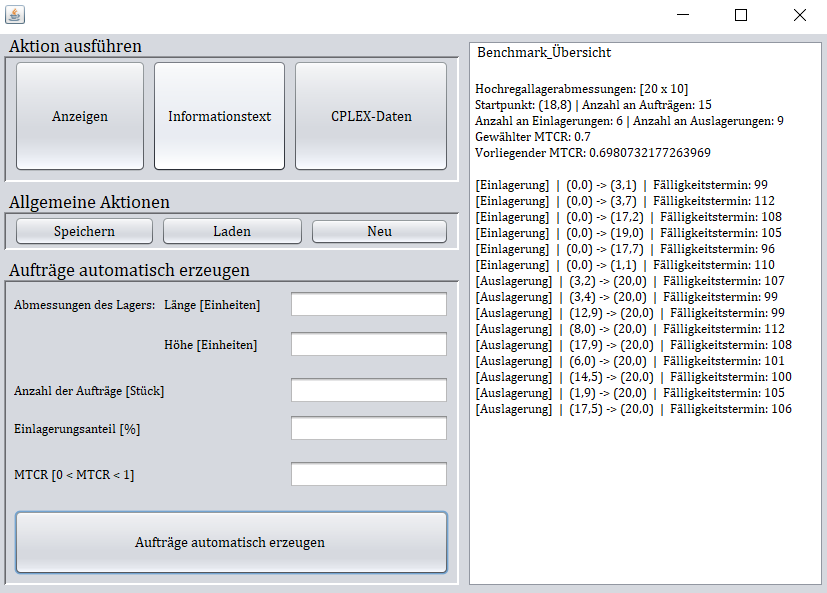 Aktion ausführen
Anzeigen
Informationstext
CPLEX-Daten
Allgemeine Aktionen
Speichern
Laden
Neu
Aufträge automatisch erzeugen
Abmessungen des Lagers: Länge [Einheiten]
Höhe [Einheiten]
Anzahl der Aufträge [Stück]
Einlagerungsanteil [%]
MTCR [0 < MTCR < 1]
Aufträge automatisch erzeugen
Benchmark_Übersicht
Hochregallagerabmessungen: [20 x 10]
Startpunkt: (18,8) | Anzahl an Aufträgen: 15
Anzahl an Einlagerungen: 6 | Anzahl an Auslagerungen: 9
Gewählter MTCR: 0.7
Vorliegender MTCR: 0.6980732177263969
[Einlagerung] | (0,0) -> (3,1) | Fälligkeitstermin: 99
[Einlagerung] | (0,0) -> (3,7) | Fälligkeitstermin: 112
[Einlagerung] | (0,0) -> (17,2) | Fälligkeitstermin: 108
[Einlagerung] | (0,0) -> (19,0) | Fälligkeitstermin: 105
[Einlagerung] | (0,0) -> (17,7) | Fälligkeitstermin: 96
[Einlagerung] | (0,0) -> (1,1) | Fälligkeitstermin: 110
[Auslagerung] | (3,2) -> (20,0) | Fälligkeitstermin: 107
[Auslagerung] | (3,4) -> (20,0) | Fälligkeitstermin: 99
[Auslagerung] | (12,9) -> (20,0) | Fälligkeitstermin: 99
[Auslagerung] | (8,0) -> (20,0) | Fälligkeitstermin: 112
[Auslagerung] | (17,9) -> (20,0) | Fälligkeitstermin: 108
[Auslagerung] | (6,0) -> (20,0) | Fälligkeitstermin: 101
[Auslagerung] | (14,5) -> (20,0) | Fälligkeitstermin: 100
[Auslagerung] | (1,9) -> (20,0) | Fälligkeitstermin: 105
[Auslagerung] | (17,5) -> (20,0) | Fälligkeitstermin: 106